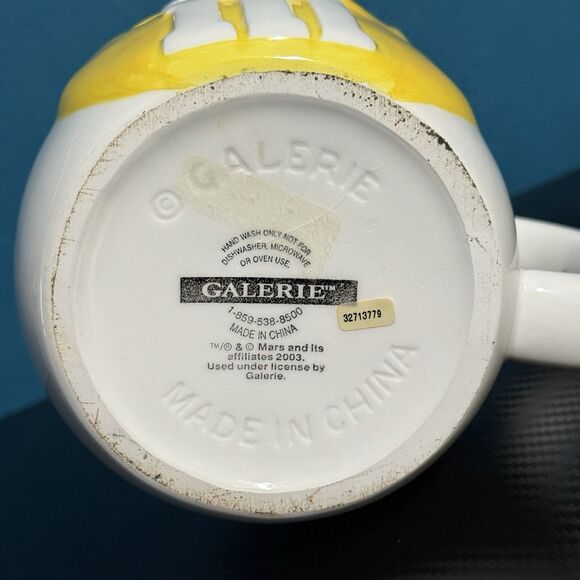 © GALERIE
HAND WASH ONLY NOT FOR
DISHWASHER, MICROWAVE
OR OVEN USE.
GALERIE™
1-859-538-8500
MADE IN CHINA
32713779
™/® & © Mars and Its
affiliates 2003.
Used under license by
Galerie.
MADE IN CHINA